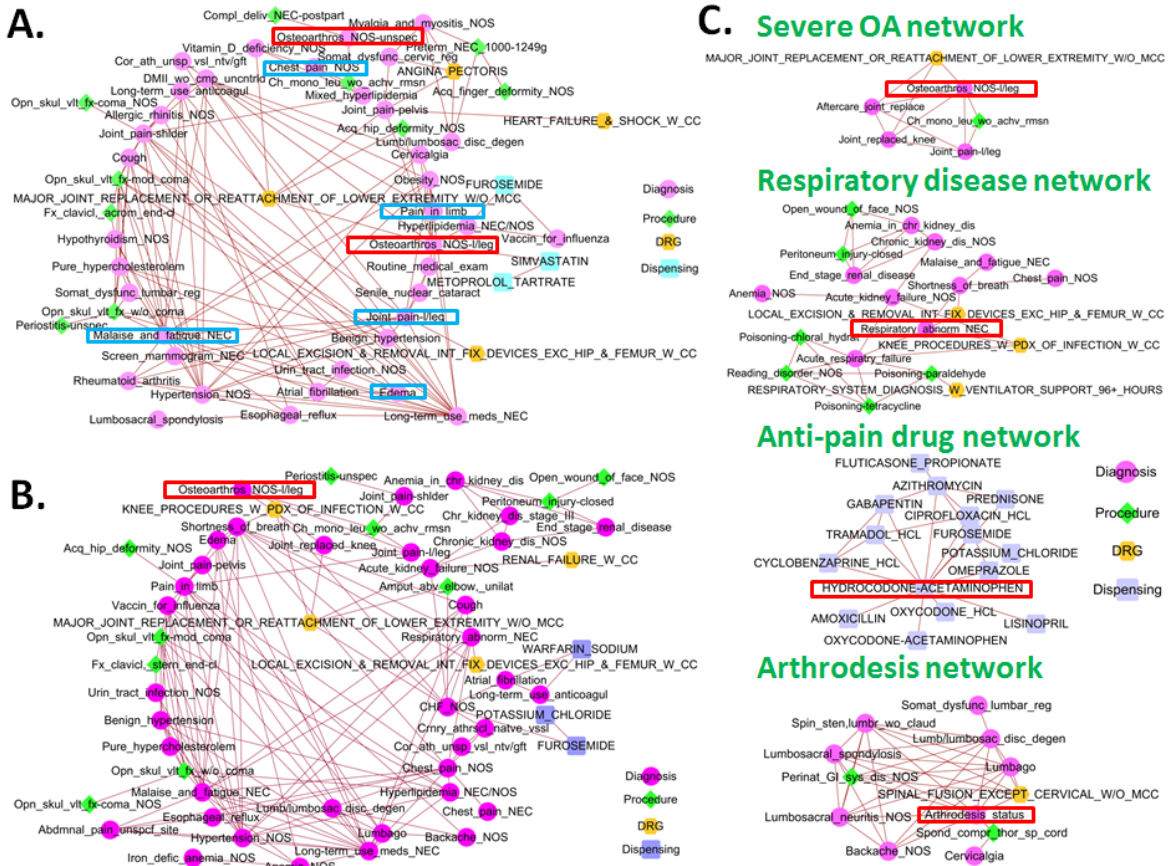 A.
Compl_deliv_NEC-postpart
Myalgia_and_myositis_NOS
Osteoarthros_NOS-unspec
Vitamin_D_deficiency_NOS
Preterm_NEC_1000-1249g
Somat_dysfunc_cervic_reg
Cor_ath_unsp_vsl_ntv/gft
Chest_pain_NOS
ANGINA_PECTORIS
DMII_wo_cmp_uncntrld
Ch_mono_leu_wo_achv_rmsn
Long-term_use_anticoagul
Mixed_hyperlipidemia
Acq_finger_deformity_NOS
Opn_skul_vlt_fx-coma_NOS
Allergic_rhinitis_NOS
Joint_pain-pelvis
HEART_FAILURE_&_SHOCK_W_CC
Joint_pain-shlder
Acq_hip_deformity_NOS
Lumb/lumbosac_disc_degen
Cough
Cervicalgia
Opn_skul_vlt_fx-mod_coma
Obesity_NOS
FUROSEMIDE
MAJOR_JOINT_REPLACEMENT_OR_REATTACHMENT_OF_LOWER_EXTREMITY_W/O_MCC
Fx_clavicl,_acrom_end-cl
Pain_in_limb
Hyperlipidemia_NEC/NOS
Hypothyroidism_NOS
Osteoarthros_NOS-l/leg
Vaccin_for_influenza
Pure_hypercholesterolem
Routine_medical_exam
SIMVASTATIN
METOPROLOL_TARTRATE
Somat_dysfunc_lumbar_reg
Senile_nuclear_cataract
Opn_skul_vlt_fx_w/o_coma
Joint_pain-l/leg
Periostitis-unspec
Malaise_and_fatigue_NEC
Benign_hypertension
Screen_mammogram_NEC
LOCAL_EXCISION_&_REMOVAL_INT_FIX_DEVICES_EXC_HIP_&_FEMUR_W_CC
Urin_tract_infection_NOS
Rheumatoid_arthritis
Hypertension_NOS
Atrial_fibrillation
Edema
Lumbosacral_spondylosis
Esophageal_reflux
Long-term_use_meds_NEC
Diagnosis
Procedure
DRG
Dispensing
B.
Periostitis-unspec
Anemia_in_chr_kidney_dis
Open_wound_of_face_NOS
Osteoarthros_NOS-l/leg
Joint_pain-shlder
Peritoneum_injury-closed
KNEE_PROCEDURES_W_PDX_OF_INFECTION_W_CC
Chr_kidney_dis_stage_III
Shortness_of_breath
Ch_mono_leu_wo_achv_rmsn
End_stage_renal_disease
Edema
Joint_replaced_knee
Chronic_kidney_dis_NOS
Acq_hip_deformity_NOS
Joint_pain-l/leg
RENAL_FAILURE_W_CC
Joint_pain-pelvis
Acute_kidney_failure_NOS
Pain_in_limb
Amput_abv_elbow,_unilat
Vaccin_for_influenza
Cough
MAJOR_JOINT_REPLACEMENT_OR_REATTACHMENT_OF_LOWER_EXTREMITY_W/O_MCC
Opn_skul_vlt_fx-mod_coma
Respiratory_abnorm_NEC
WARFARIN_SODIUM
Fx_clavicl,_stern_end-cl
LOCAL_EXCISION_&_REMOVAL_INT_FIX_DEVICES_EXC_HIP_&_FEMUR_W_CC
Atrial_fibrillation
Urin_tract_infection_NOS
Long-term_use_anticoagul
CHF_NOS
POTASSIUM_CHLORIDE
Benign_hypertension
Crnry_athrscl_natve_vssl
Pure_hypercholesterolem
Cor_ath_unsp_vsl_ntv/gft
FUROSEMIDE
Opn_skul_vlt_fx_w/o_coma
Chest_pain_NOS
Malaise_and_fatigue_NEC
Hyperlipidemia_NEC/NOS
Opn_skul_vlt_fx-coma_NOS
Lumb/lumbosac_disc_degen
Chest_pain_NEC
Esophageal_reflux
Abdmnal_pain_unspcf_site
Hypertension_NOS
Lumbago
Backache_NOS
Long-term_use_meds_NEC
Iron_defic_anemia_NOS
Diagnosis
Procedure
DRG
Dispensing
C.
Severe OA network
MAJOR_JOINT_REPLACEMENT_OR_REATTACHMENT_OF_LOWER_EXTREMITY_W/O_MCC
Osteoarthros_NOS-l/leg
Aftercare_joint_replace
Ch_mono_leu_wo_achv_rmsn
Joint_replaced_knee
Joint_pain-l/leg
Respiratory disease network
Open_wound_of_face_NOS
Anemia_in_chr_kidney_dis
Chronic_kidney_dis_NOS
Peritoneum_injury-closed
Malaise_and_fatigue_NEC
End_stage_renal_disease
Chest_pain_NOS
Shortness_of_breath
Anemia_NOS
Acute_kidney_failure_NOS
LOCAL_EXCISION_&_REMOVAL_INT_FIX_DEVICES_EXC_HIP_&_FEMUR_W_CC
Respiratory_abnorm_NEC
Poisoning-chloral_hydrat
KNEE_PROCEDURES_W_PDX_OF_INFECTION_W_CC
Acute_respiratry_failure
Reading_disorder_NOS
Poisoning-paraldehyde
RESPIRATORY_SYSTEM_DIAGNOSIS_W_VENTILATOR_SUPPORT_96+_HOURS
Poisoning-tetracycline
Anti-pain drug network
FLUTICASONE_PROPIONATE
AZITHROMYCIN
GABAPENTIN
PREDNISONE
CIPROFLOXACIN_HCL
TRAMADOL_HCL
FUROSEMIDE
POTASSIUM_CHLORIDE
CYCLOBENZAPRINE_HCL
OMEPRAZOLE
HYDROCODONE-ACETAMINOPHEN
AMOXICILLIN
OXYCODONE_HCL
LISINOPRIL
OXYCODONE-ACETAMINOPHEN
Diagnosis
Procedure
DRG
Dispensing
Arthrodesis network
Somat_dysfunc_lumbar_reg
Spin_sten,lumbr_wo_claud
Lumb/lumbosac_disc_degen
Lumbosacral_spondylosis
Lumbago
Perinat_GI_sys_dis_NOS
SPINAL_FUSION_EXCEPT_CERVICAL_W/O_MCC
Lumbosacral_neuritis_NOS
Arthrodesis_status
Spond_compr_thor_sp_cord
Backache_NOS
Cervicalgia